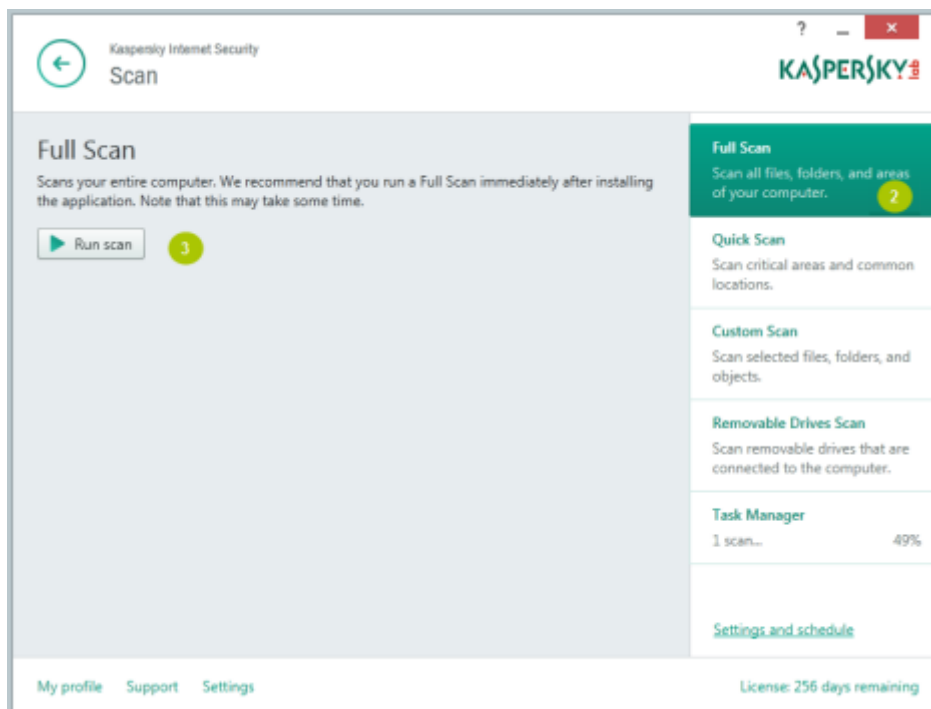 Kaspersky Internet Security
Scan
?
KASPERSKY lab
Full Scan
Scans your entire computer. We recommend that you run a Full Scan immediately after installing
the application. Note that this may take some time.
Run scan
3
Full Scan
Scan all files, folders, and areas
of your computer.
2
Quick Scan
Scan critical areas and common
locations.
Custom Scan
Scan selected files, folders, and
objects.
Removable Drives Scan
Scan removable drives that are
connected to the computer.
Task Manager
1 scan... 49%
Settings and schedule
My profile Support Settings
License: 256 days remaining